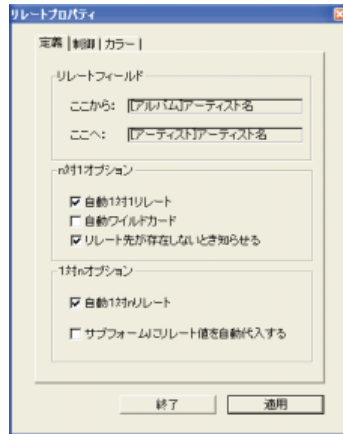 リレートプロパティ
定義 | 制御 | カラー |
リレートフィールド
ここから: [アルバム]アーティスト名
ここへ: [アーティスト]アーティスト名
n対1オプション
自動1対1リレート
自動ワイルドカード
リレート先が存在しないとき知らせる
1対nオプション
自動1対nリレート
サブフォームにリレート値を自動代入する
終了 適用